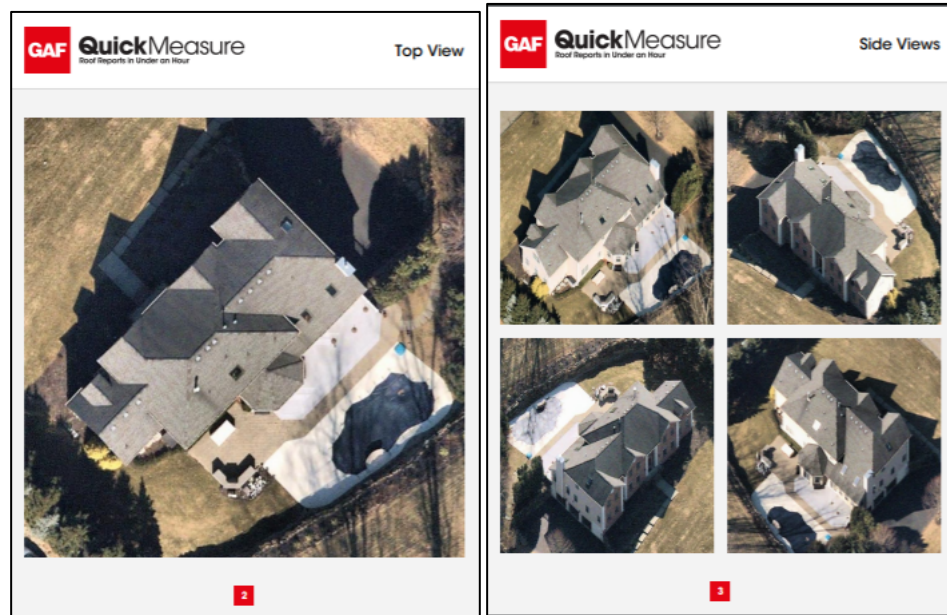 GAF QuickMeasure
Roof Reports in Under an Hour
Top View
2
GAF QuickMeasure
Roof Reports in Under an Hour
Side Views
3